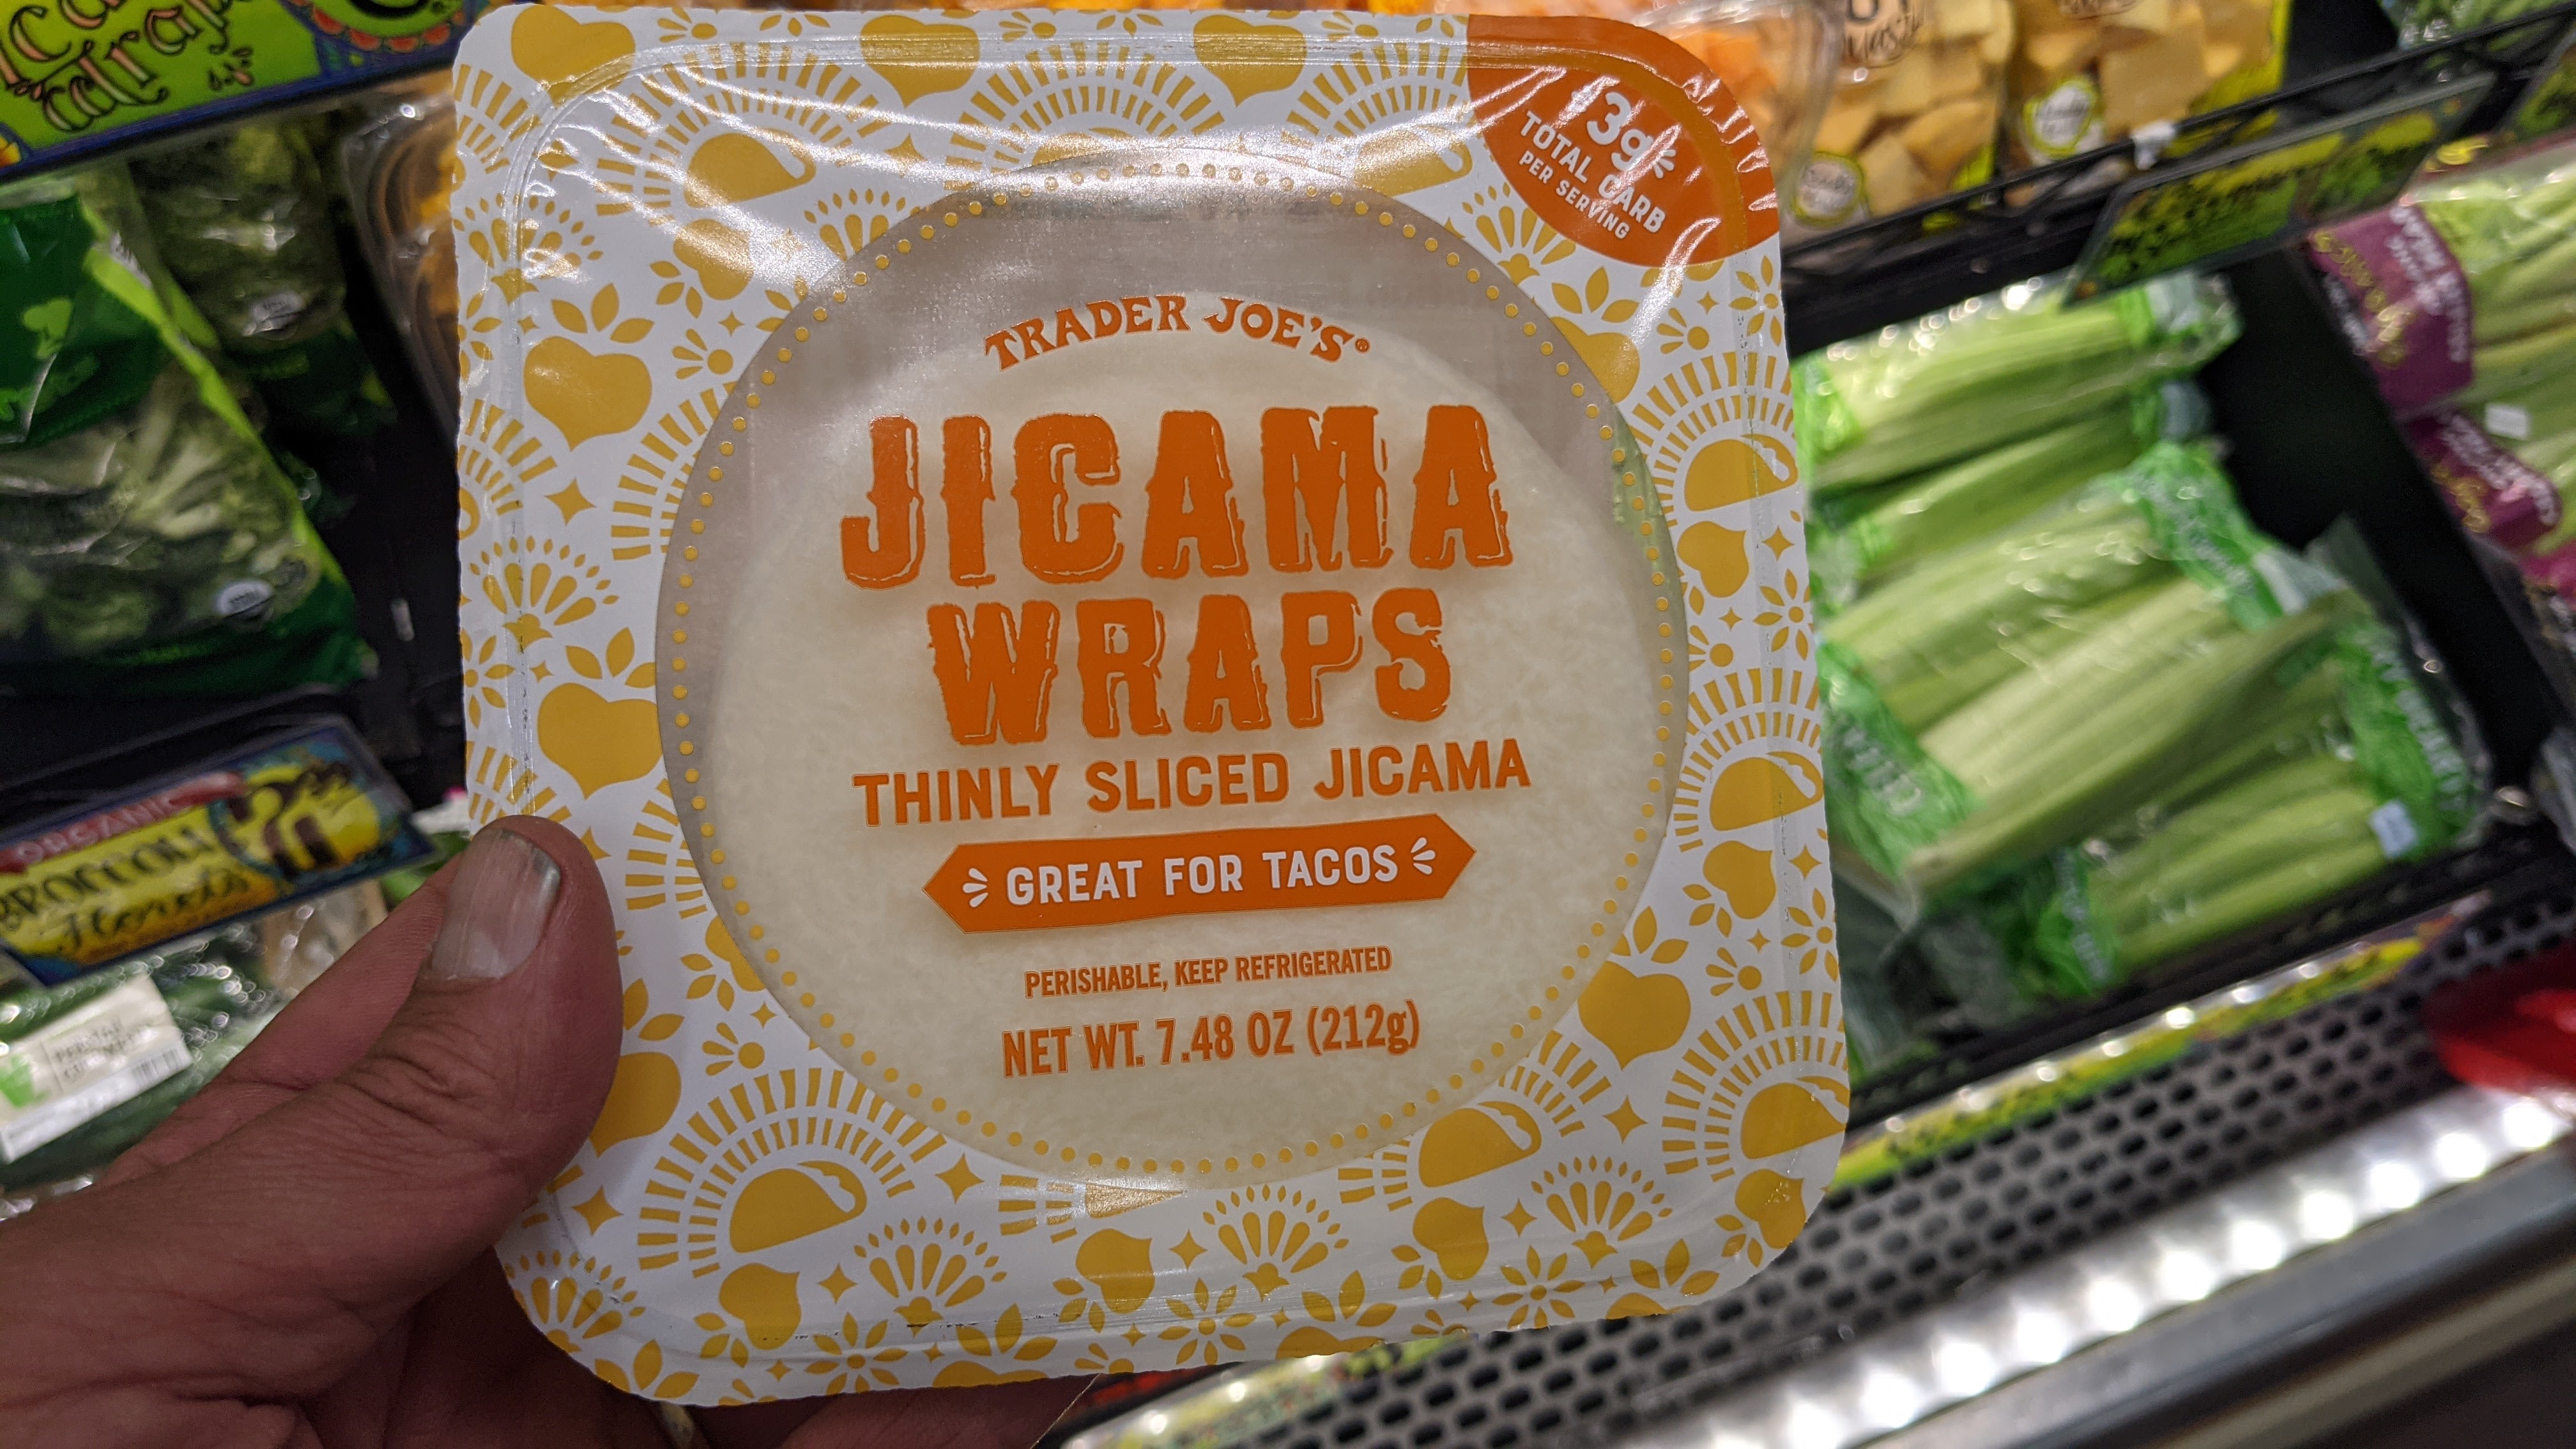 3g
TOTAL CARB
PER SERVING
TRADER JOE'S®
JICAMA
WRAPS
THINLY SLICED JICAMA
GREAT FOR TACOS
PERISHABLE, KEEP REFRIGERATED
NET WT. 7.48 OZ (212g)
ORGANIC
BROCCOLI
Florets